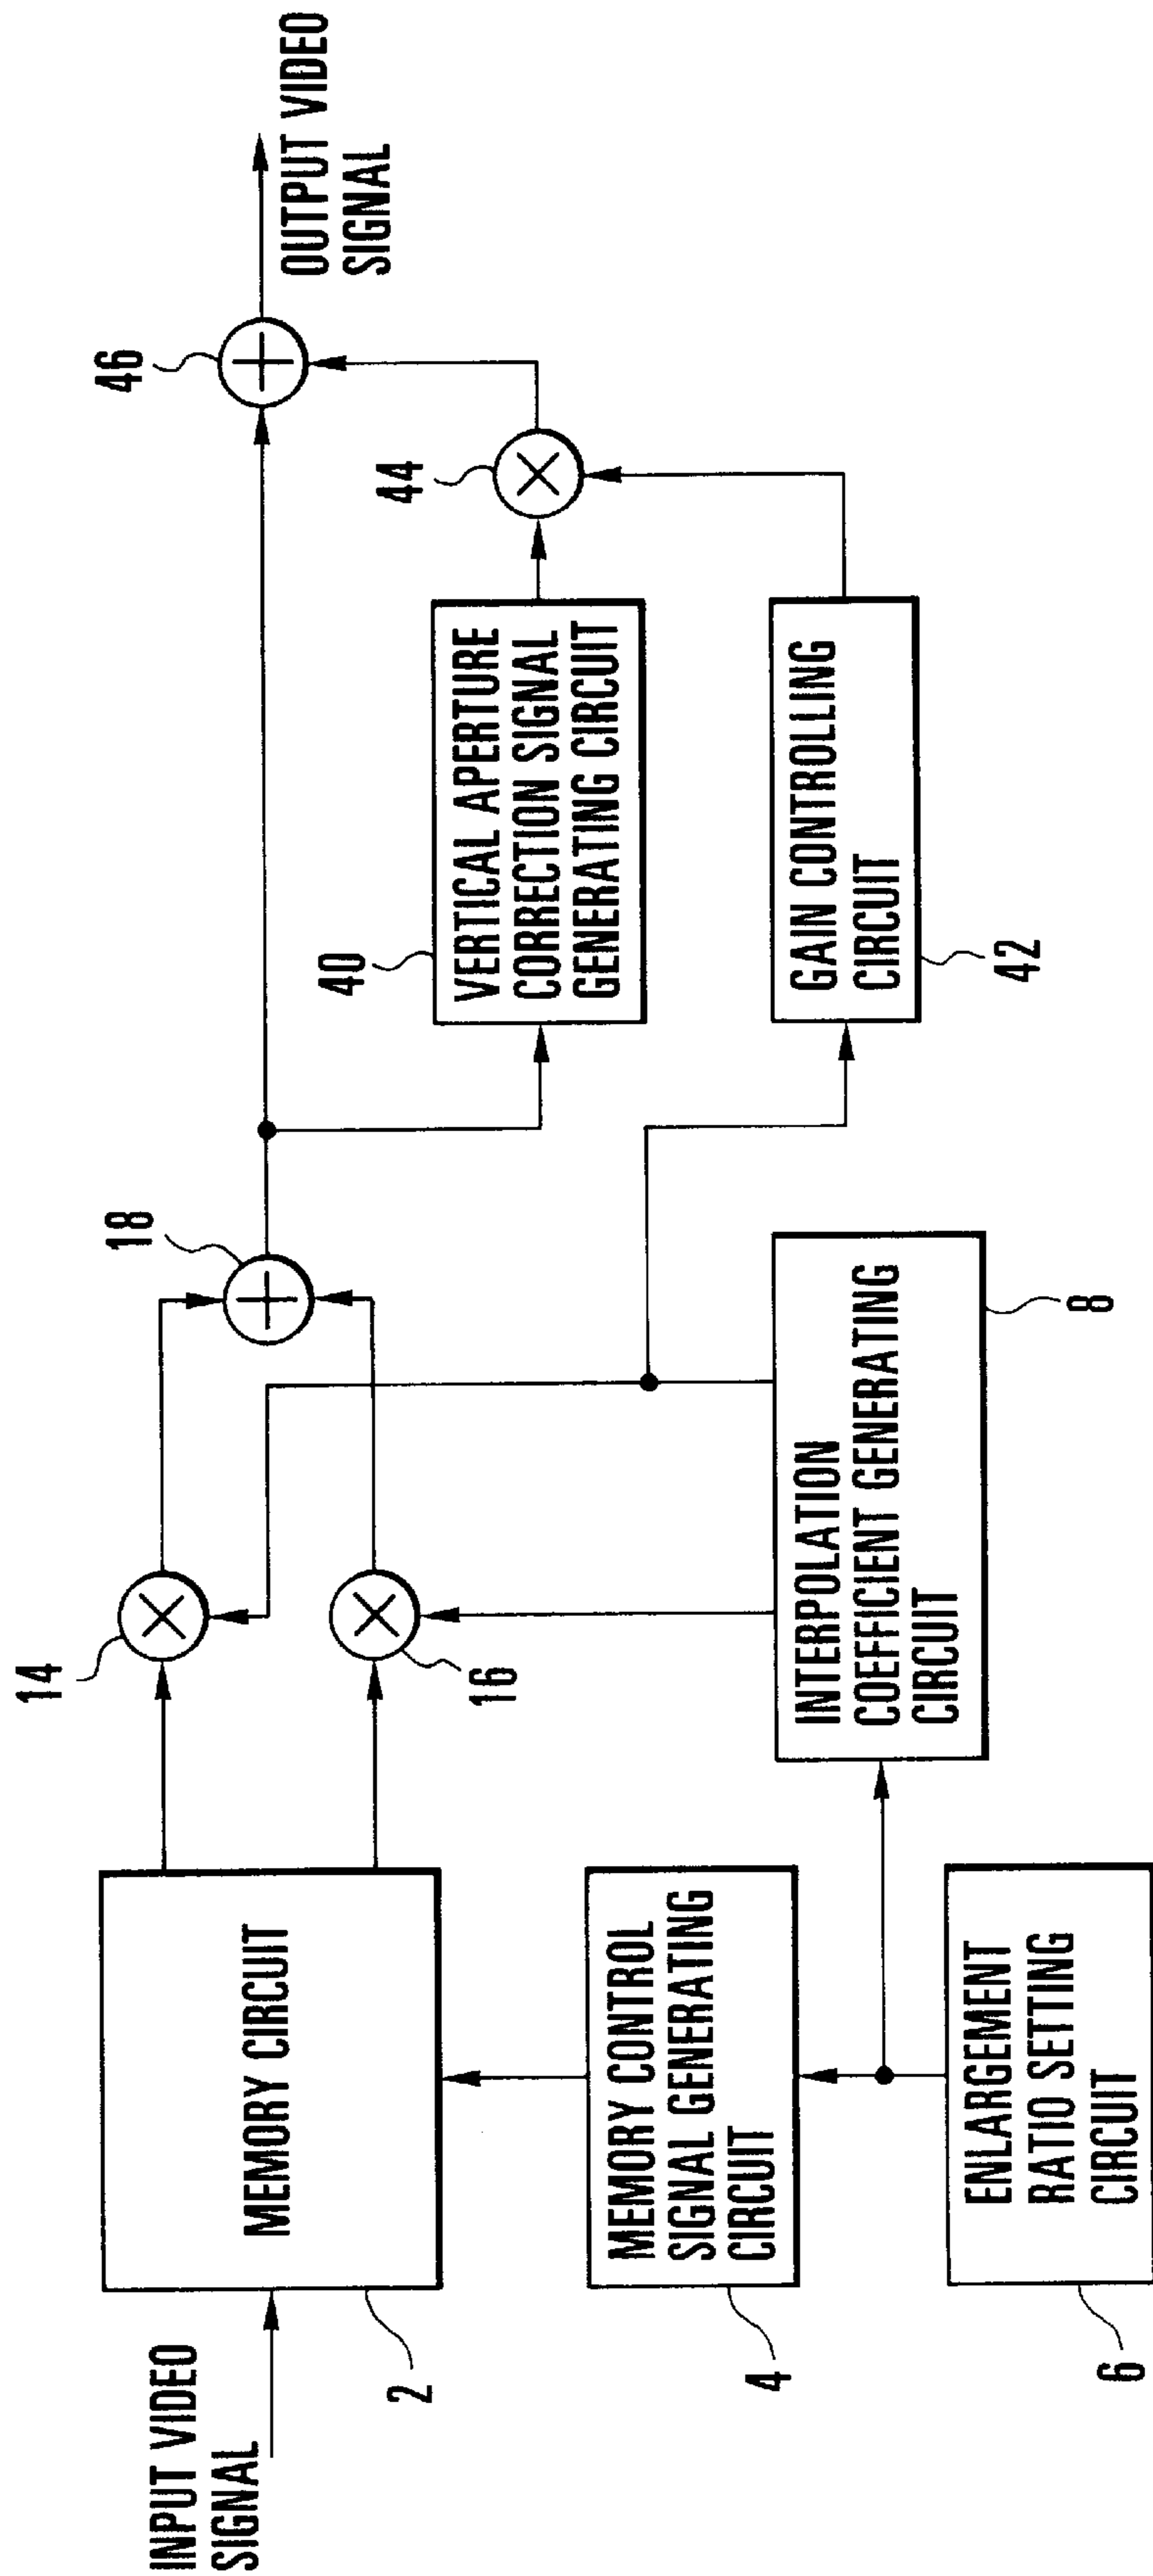 INPUT VIDEO
SIGNAL
2
MEMORY CIRCUIT
14
16
18
46
OUTPUT VIDEO
SIGNAL
4
MEMORY CONTROL
SIGNAL GENERATING
CIRCUIT
40
VERTICAL APERTURE
CORRECTION SIGNAL
GENERATING CIRCUIT
44
6
ENLARGEMENT
RATIO SETTING
CIRCUIT
INTERPOLATION
COEFFICIENT GENERATING
CIRCUIT
8
GAIN CONTROLLING
CIRCUIT
42